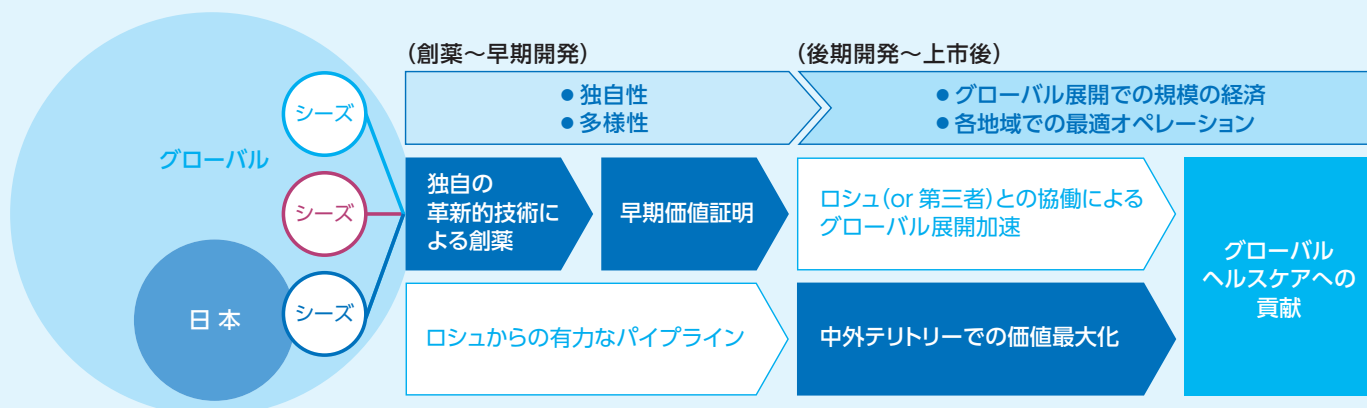 (創薬〜早期開発)
(後期開発〜上市後)
● 独自性
● 多様性
● グローバル展開での規模の経済
● 各地域での最適オペレーション
グローバル
日 本
シーズ
シーズ
シーズ
独自の
革新的技術に
よる創薬
早期価値証明
ロシュ(or 第三者)との協働による
グローバル展開加速
ロシュからの有力なパイプライン
中外テリトリーでの価値最大化
グローバル
ヘルスケアへの
貢献